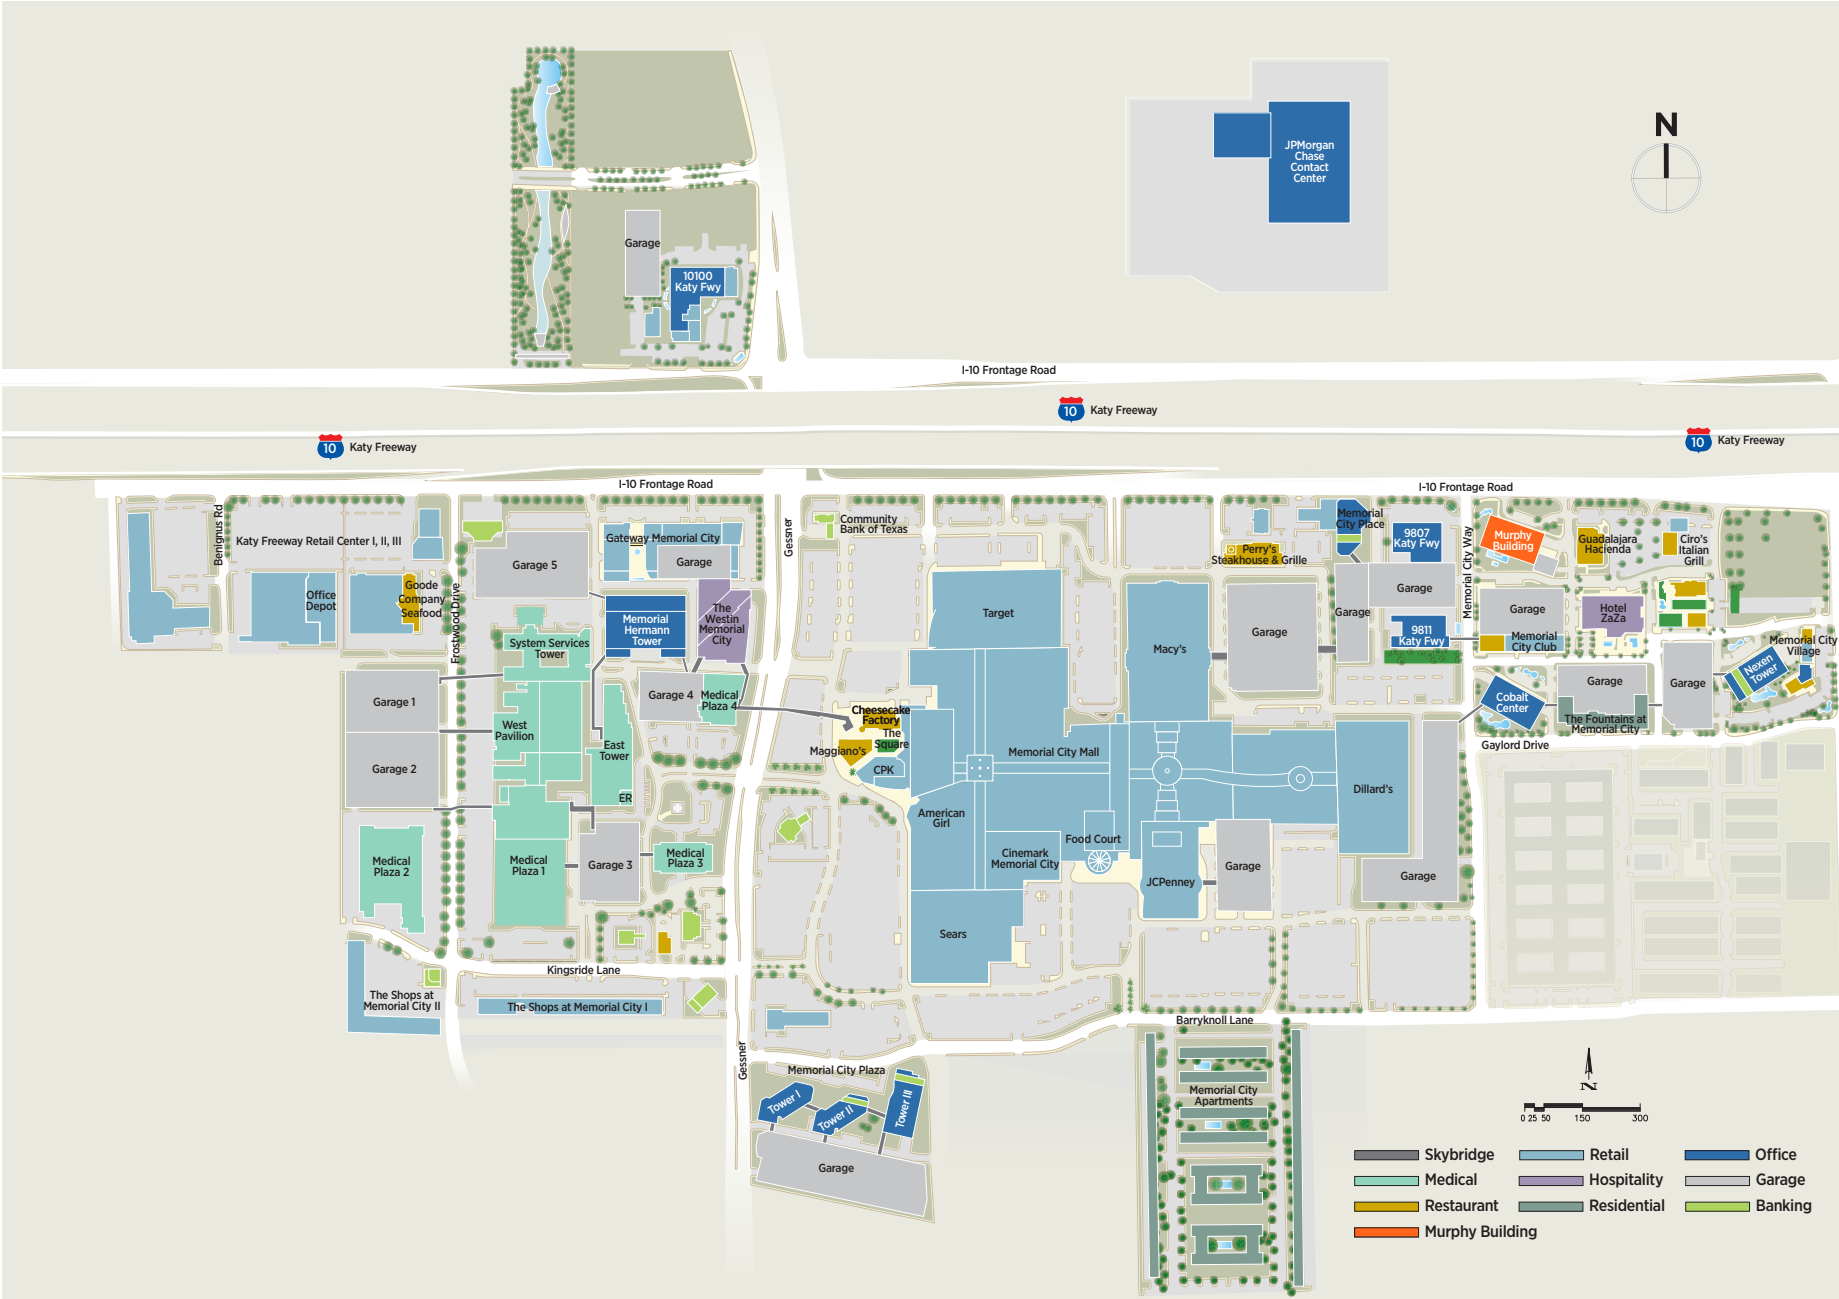 N
JPMorgan
Chase
Contact
Center
Garage
10100
Katy Fwy
I-10 Frontage Road
10 Katy Freeway
10 Katy Freeway
10 Katy Freeway
I-10 Frontage Road
I-10 Frontage Road
Benignus Rd
Katy Freeway Retail Center I, II, III
Office
Depot
Goode
Company
Seafood
Frostwood Drive
Garage 5
Gateway Memorial City
Garage
Memorial
Hermann
Tower
The
Westin
Memorial
City
Gessner
Community
Bank of Texas
System Services
Tower
Garage 4
Medical
Plaza 4
Garage 1
Garage 2
West
Pavilion
East
Tower
ER
Medical
Plaza 2
Medical
Plaza 1
Garage 3
Medical
Plaza 3
Kingsride Lane
The Shops at
Memorial City II
The Shops at Memorial City I
Target
Macy's
Garage
Perry's
Steakhouse & Grille
Memorial
City Place
9807
Katy Fwy
Garage
Garage
9811
Katy Fwy
Memorial City Way
Murphy
Building
Guadalajara
Hacienda
Ciro's
Italian
Grill
Garage
Memorial
City Club
Hotel
ZaZa
Memorial City
Village
Nexen
Tower
Garage
Garage
Cobalt
Center
The Fountains at
Memorial City
Gaylord Drive
Cheesecake
Factory
The
Square
Maggiano's
CPK
Memorial City Mall
American
Girl
Cinemark
Memorial City
Food Court
JCPenney
Garage
Dillard's
Garage
Sears
Barryknoll Lane
Gessner
Memorial City Plaza
Tower I
Tower II
Tower III
Garage
Memorial City
Apartments
N
0 25 50 150 300
Skybridge
Retail
Office
Medical
Hospitality
Garage
Restaurant
Residential
Banking
Murphy Building